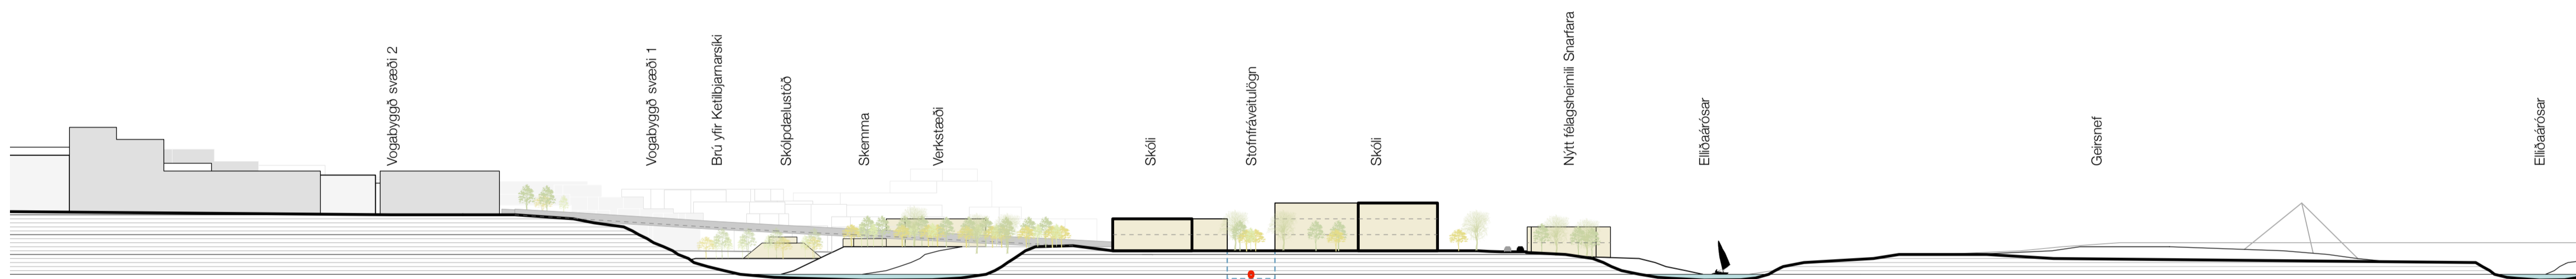 Vogabyggð svæði 2
Vogabyggð svæði 1
Brú yfir Ketilbjarnarsíki
Skólpdælustöð
Skemma
Verkstæði
Skóli
Stofnfráveitulögn
Skóli
Nýtt félagsheimili Snarfara
Elliðaárósar
Geirsnef
Elliðaárósar